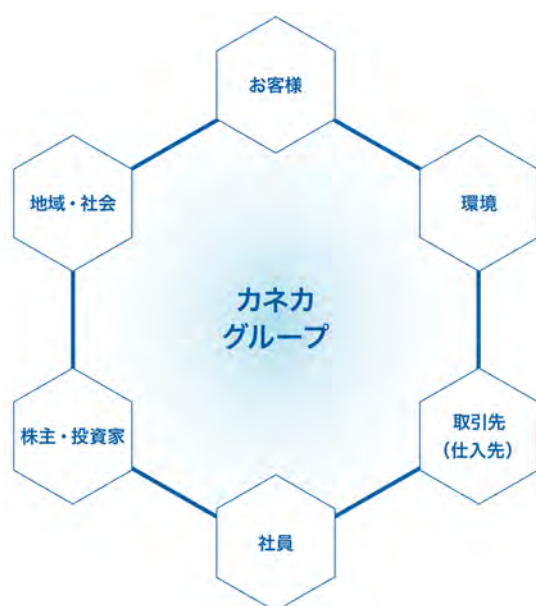 お客様
地域・社会
環境
カネカ
グループ
株主・投資家
取引先
（仕入先）
社員